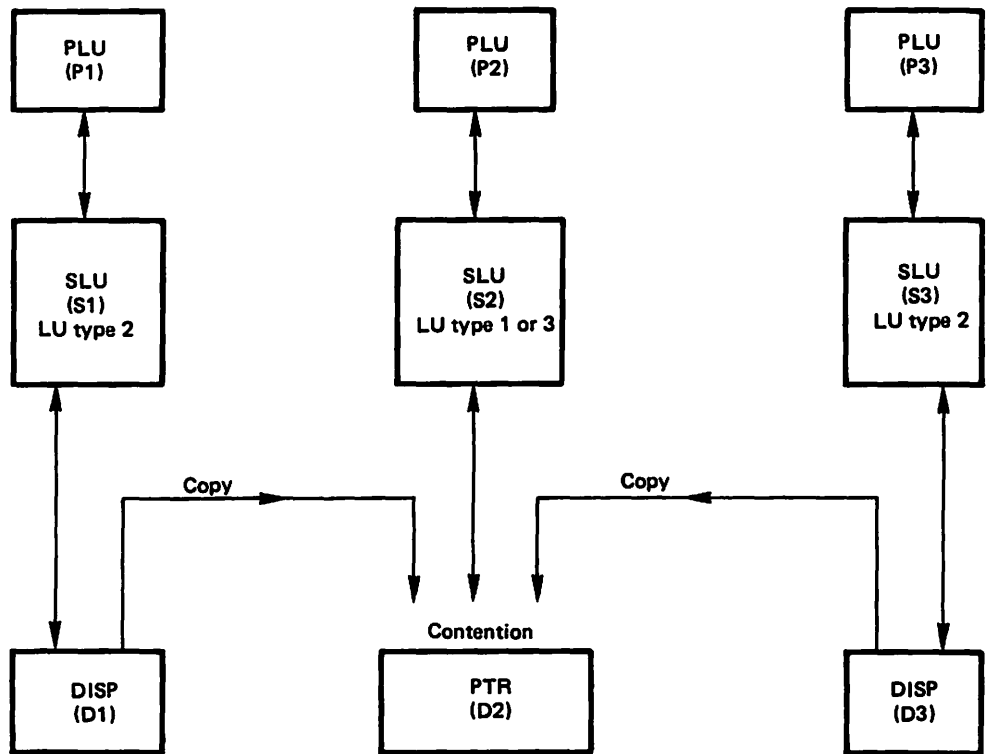 PLU
(P1)
PLU
(P2)
PLU
(P3)
SLU
(S1)
LU type 2
SLU
(S2)
LU type 1 or 3
SLU
(S3)
LU type 2
Copy
Copy
Contention
DISP
(D1)
PTR
(D2)
DISP
(D3)